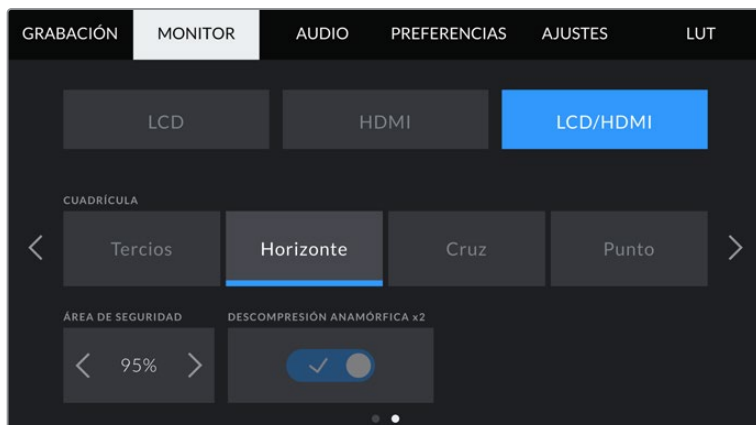 GRABACIÓN MONITOR AUDIO PREFERENCIAS AJUSTES LUT
LCD HDMI LCD/HDMI
CUADRÍCULA
Tercios Horizonte Cruz Punto
ÁREA DE SEGURIDAD DESCOMPRESIÓN ANAMÓRFICA x2
95%